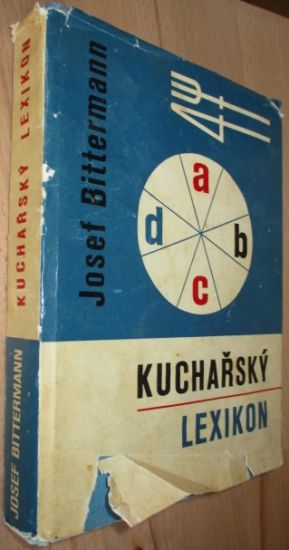 JOSEF BITTERMANN KUCHAŘSKÝ LEXIKON
Josef Bittermann
a
d b
c
KUCHAŘSKÝ
LEXIKON